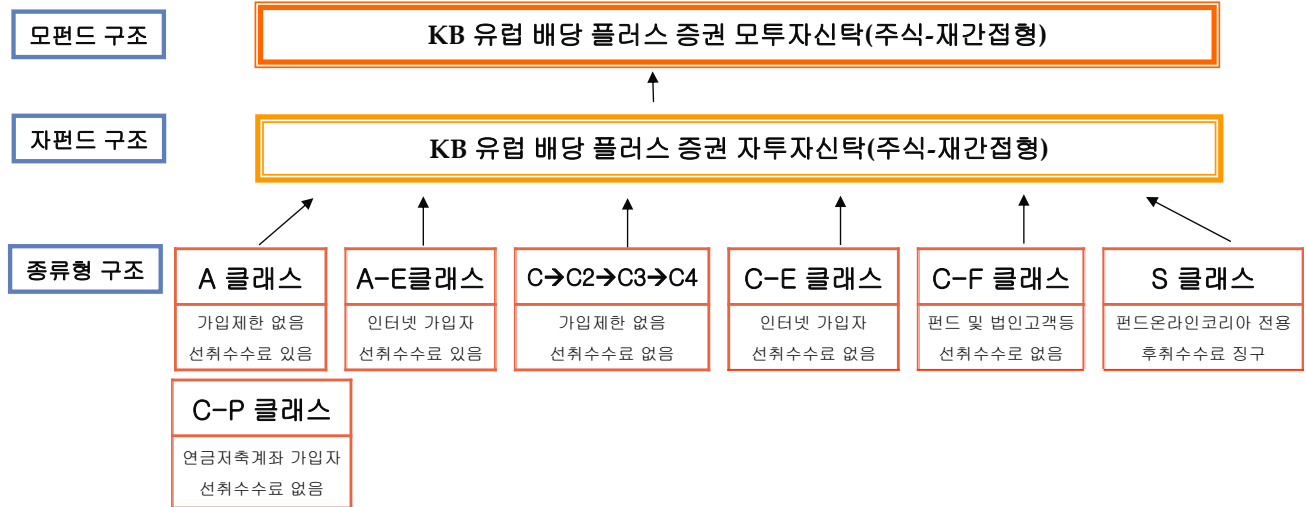 모펀드 구조
KB 유럽 배당 플러스 증권 모투자신탁(주식-재간접형)
자펀드 구조
KB 유럽 배당 플러스 증권 자투자신탁(주식-재간접형)
종류형 구조
A 클래스
가입제한 없음
선취수수료 있음
A-E클래스
인터넷 가입자
선취수수료 있음
C→C2→C3→C4
가입제한 없음
선취수수료 없음
C-E 클래스
인터넷 가입자
선취수수료 없음
C-F 클래스
펀드 및 법인고객등
선취수수로 없음
S 클래스
펀드온라인코리아 전용
후취수수료 징구
C-P 클래스
연금저축계좌 가입자
선취수수료 없음